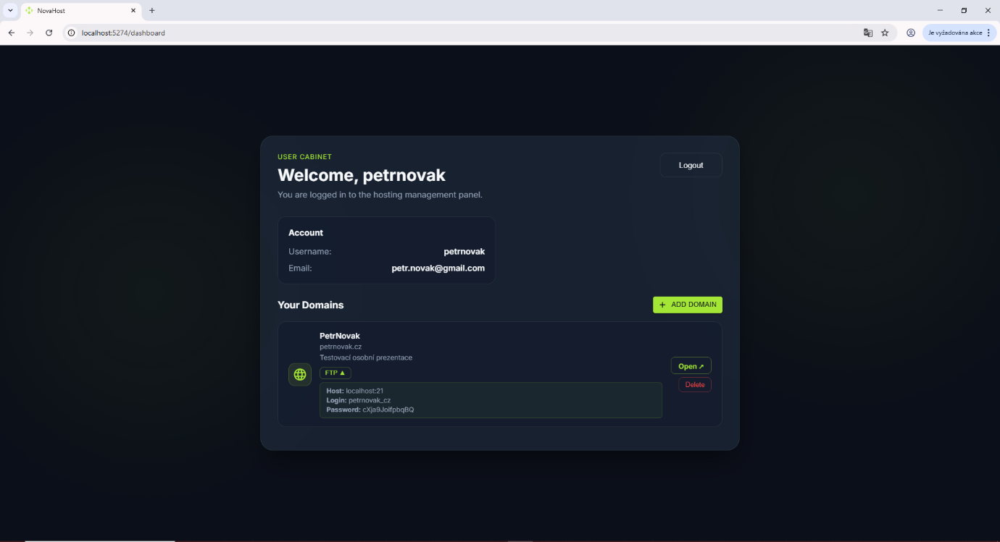 NovaHost
localhost:5274/dashboard
Je vyžadována akce
USER CABINET
Welcome, petrnovak
Logout
You are logged in to the hosting management panel.
Account
Username: petrnovak
Email: petr.novak@gmail.com
Your Domains
+ ADD DOMAIN
PetrNovak
petrnovak.cz
Testovací osobní prezentace
FTP ▲
Open ↗
Delete
Host: localhost:21
Login: petrnovak_cz
Password: cXja9JoifpbqBQ